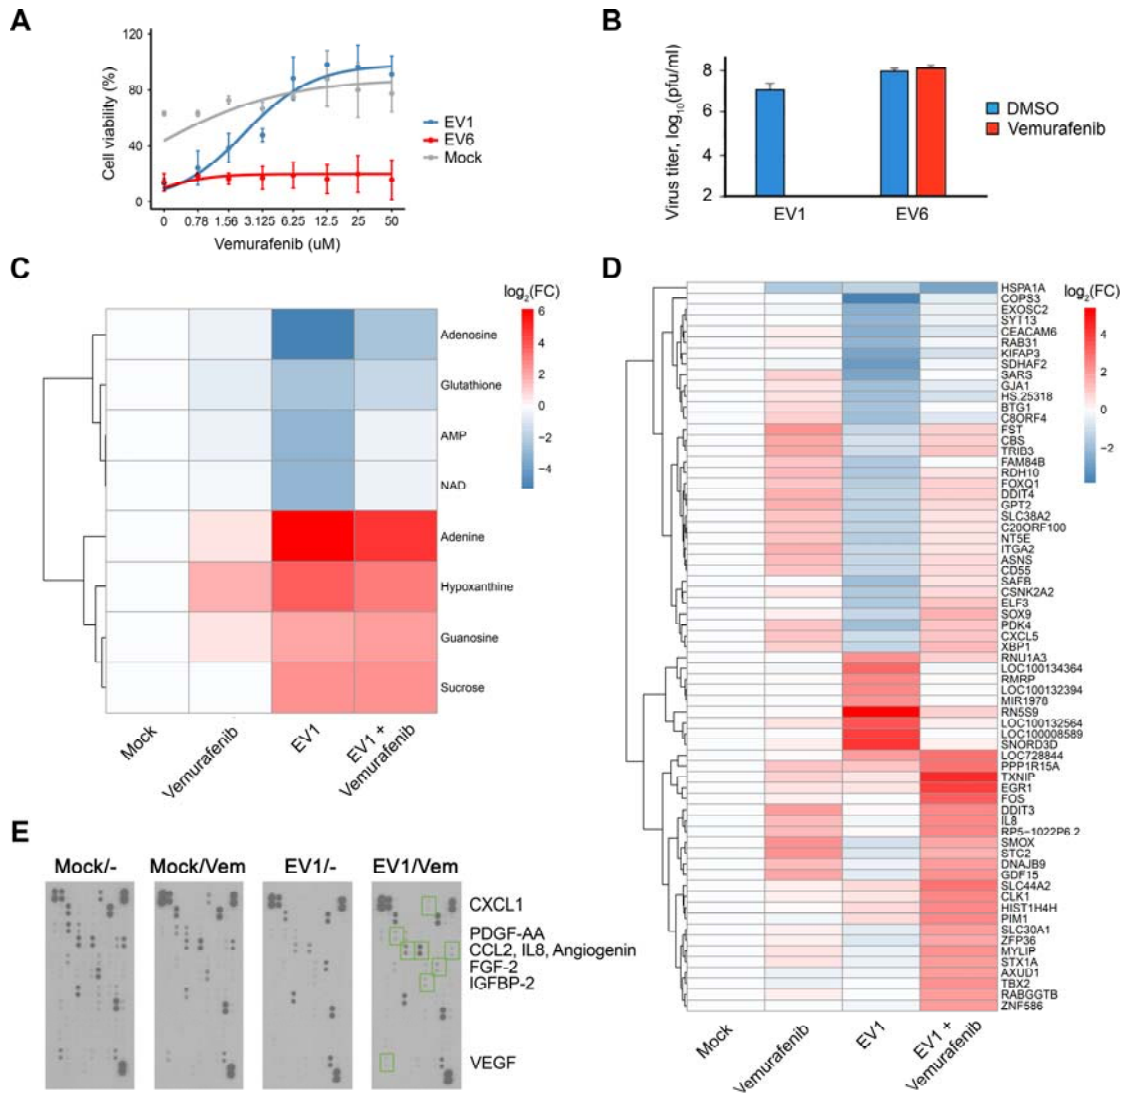 A
120
80
40
0
Cell viability (%)
0 0.78 1.56 3.125 6.25 12.5 25 50
Vemurafenib (uM)
EV1
EV6
Mock
B
Virus titer, log10(pfu/ml)
8
6
4
2
EV1 EV6
DMSO
Vemurafenib
C
log2(FC)
6
4
2
0
−2
−4
Adenosine
Glutathione
AMP
NAD
Adenine
Hypoxanthine
Guanosine
Sucrose
Mock
Vemurafenib
EV1
EV1 +
Vemurafenib
D
log2(FC)
4
2
0
−2
HSPA1A
COPS3
EXOSC2
SYT13
CEACAM6
RAB31
KIFAP3
SDHAF2
SARS
GJA1
HS.25318
BTG1
C8ORF4
FST
CBS
TRIB3
FAM84B
RDH10
FOXQ1
DDIT4
GPT2
SLC38A2
C20ORF100
NT5E
ITGA2
ASNS
CD55
SAFB
CSNK2A2
ELF3
SOX9
PDK4
CXCL5
XBP1
RNU1A3
LOC100134364
RMRP
LOC100132394
MIR1978
RN5S9
LOC100132564
LOC100008589
SNORD3D
LOC728844
PPP1R15A
TXNIP
EGR1
FOS
DDIT3
IL8
RP5−1022P6.2
SMOX
STC2
DNAJB9
GDF15
SLC44A2
CLK1
HIST1H4H
PIM1
SLC30A1
ZFP36
MYLIP
STX1A
AXUD1
TBX2
RABGGTB
ZNF586
Mock
Vemurafenib
EV1
EV1 +
Vemurafenib
E
Mock/- Mock/Vem EV1/- EV1/Vem
CXCL1
PDGF-AA
CCL2, IL8, Angiogenin
FGF-2
IGFBP-2
VEGF